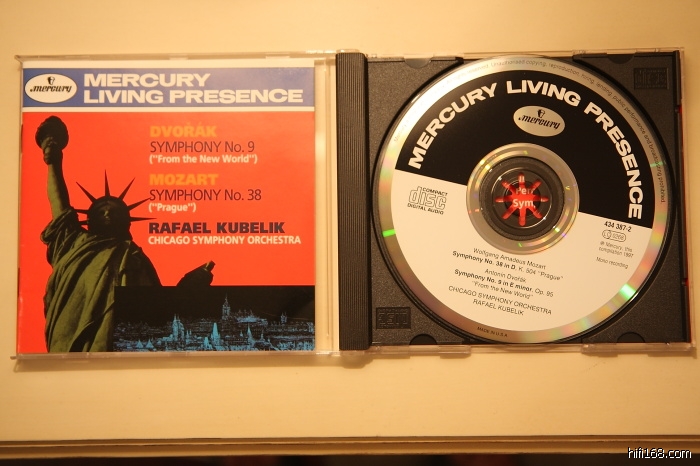 mercury
MERCURY
LIVING PRESENCE
DVOŘÁK
SYMPHONY No. 9
("From the New World")
MOZART
SYMPHONY No. 38
("Prague")
RAFAEL KUBELIK
CHICAGO SYMPHONY ORCHESTRA
MERCURY LIVING PRESENCE
mercury
COMPACT
disc
DIGITAL AUDIO
Sym
434 387-2
Mono recording
Wolfgang Amadeus Mozart
Symphony No. 38 in D, K. 504 "Prague"
Antonín Dvořák
Symphony No. 9 in E minor, Op. 95
"From the New World"
CHICAGO SYMPHONY ORCHESTRA
RAFAEL KUBELIK
hifi168.com